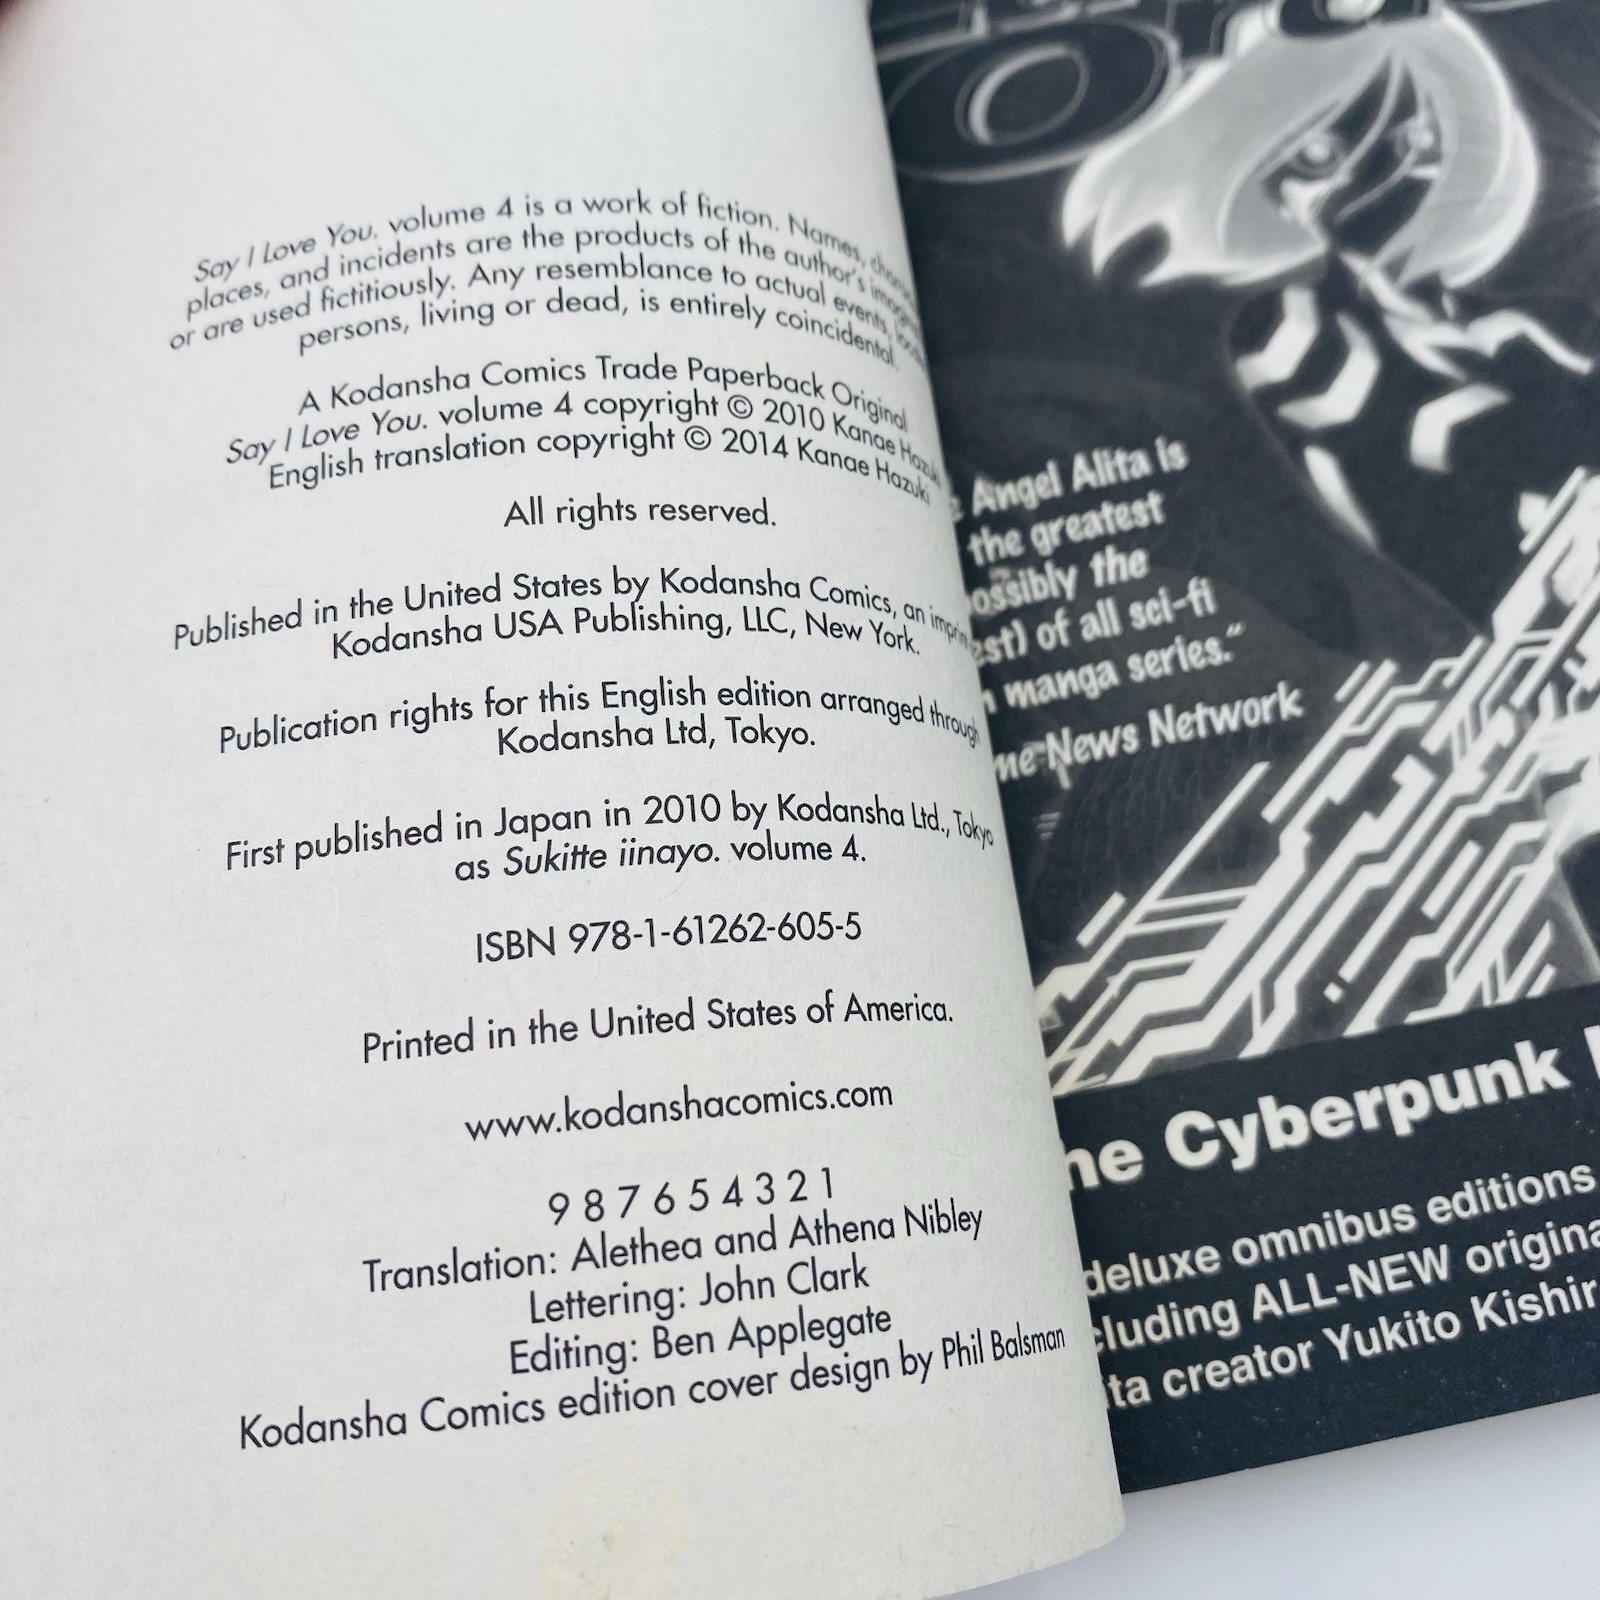 Say I Love You. volume 4 is a work of fiction. Names,
places, and incidents are the products of the author's
or are used fictitiously. Any resemblance to actual events,
persons, living or dead, is entirely coincidental.
A Kodansha Comics Trade Paperback Original
Say I Love You. volume 4 copyright © 2010 Kanae Hazuki
English translation copyright © 2014 Kanae Hazuki
All rights reserved.
Published in the United States by Kodansha Comics, an imprint
Kodansha USA Publishing, LLC, New York.
Publication rights for this English edition arranged through
Kodansha Ltd, Tokyo.
First published in Japan in 2010 by Kodansha Ltd., Tokyo
as Sukitte iinayo. volume 4.
ISBN 978-1-61262-605-5
Printed in the United States of America.
www.kodanshacomics.com
9 8 7 6 5 4 3 2 1
Translation: Alethea and Athena Nibley
Lettering: John Clark
Editing: Ben Applegate
Kodansha Comics edition cover design by Phil Balsman
Angel Alita is
the greatest
the
of all sci-fi
manga series."
News Network
Cyberpunk
deluxe omnibus editions
ALL-NEW
creator Yukito